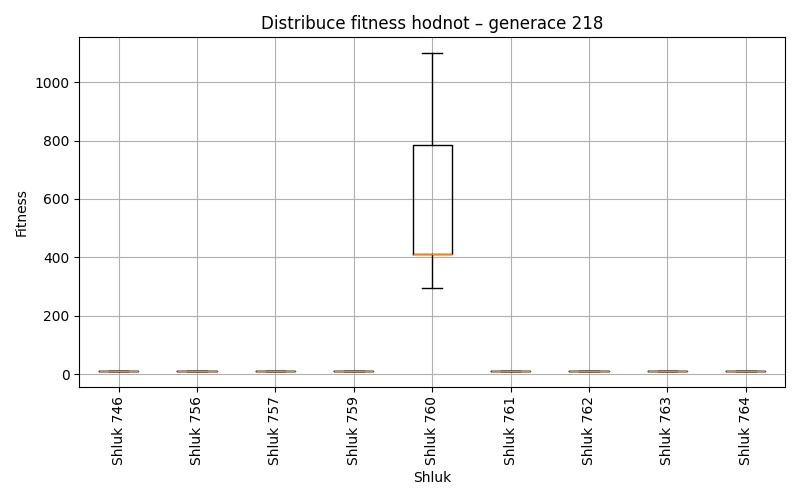 Distribuce fitness hodnot – generace 218
Fitness
1000
800
600
400
200
0
Shluk 746
Shluk 756
Shluk 757
Shluk 759
Shluk 760
Shluk 761
Shluk 762
Shluk 763
Shluk 764
Shluk